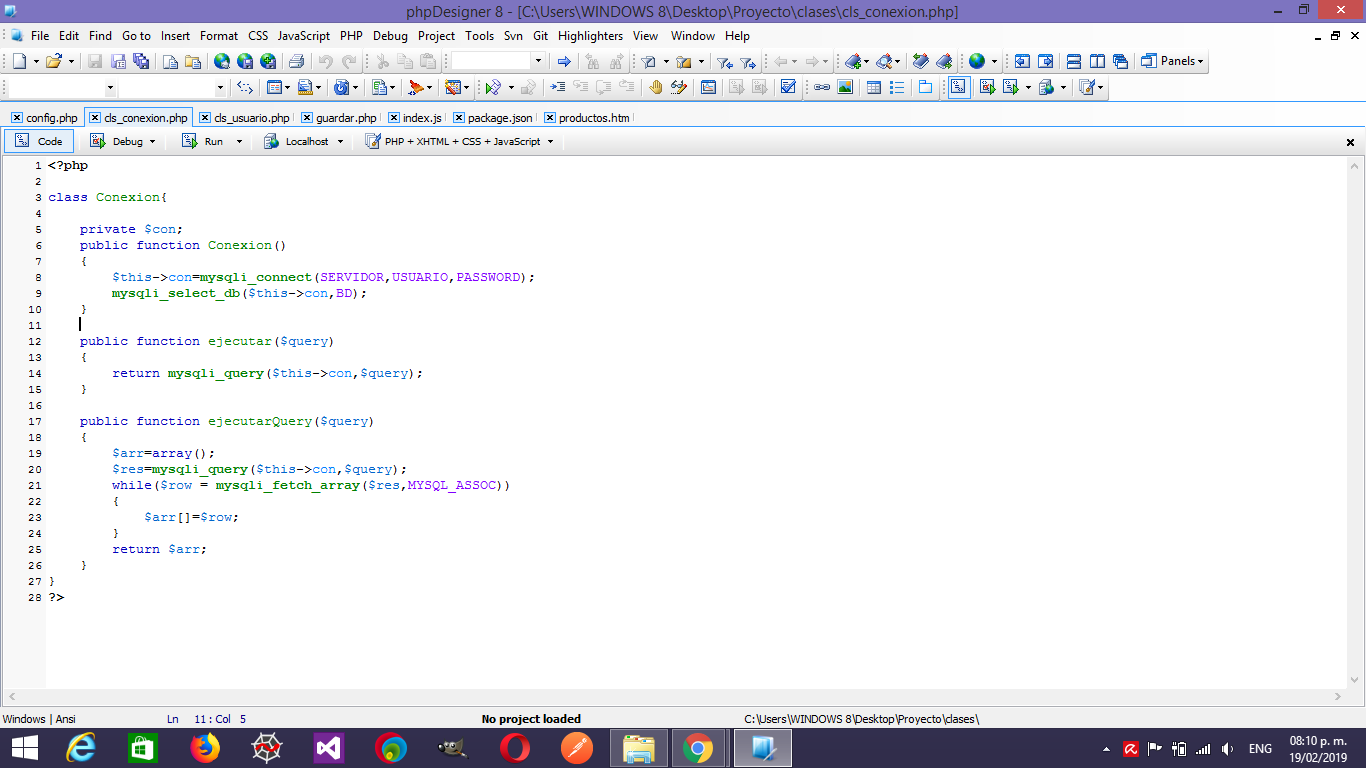 phpDesigner 8 - [C:\Users\WINDOWS 8\Desktop\Proyecto\clases\cls_conexion.php]
File Edit Find Go to Insert Format CSS JavaScript PHP Debug Project Tools Svn Git Highlighters View Window Help
Panels
config.php cls_conexion.php cls_usuario.php guardar.php index.js package.json productos.htm
Code Debug Run Localhost PHP + XHTML + CSS + JavaScript
1 <?php
2
3 class Conexion{
4
5 private $con;
6 public function Conexion()
7 {
8 $this->con=mysqli_connect(SERVIDOR,USUARIO,PASSWORD);
9 mysqli_select_db($this->con,BD);
10 }
11
12 public function ejecutar($query)
13 {
14 return mysqli_query($this->con,$query);
15 }
16
17 public function ejecutarQuery($query)
18 {
19 $arr=array();
20 $res=mysqli_query($this->con,$query);
21 while($row = mysqli_fetch_array($res,MYSQL_ASSOC))
22 {
23 $arr[]=$row;
24 }
25 return $arr;
26 }
27 }
28 ?>
Windows | Ansi Ln 11 : Col 5 No project loaded C:\Users\WINDOWS 8\Desktop\Proyecto\clases\
ENG 08:10 p. m.
19/02/2019